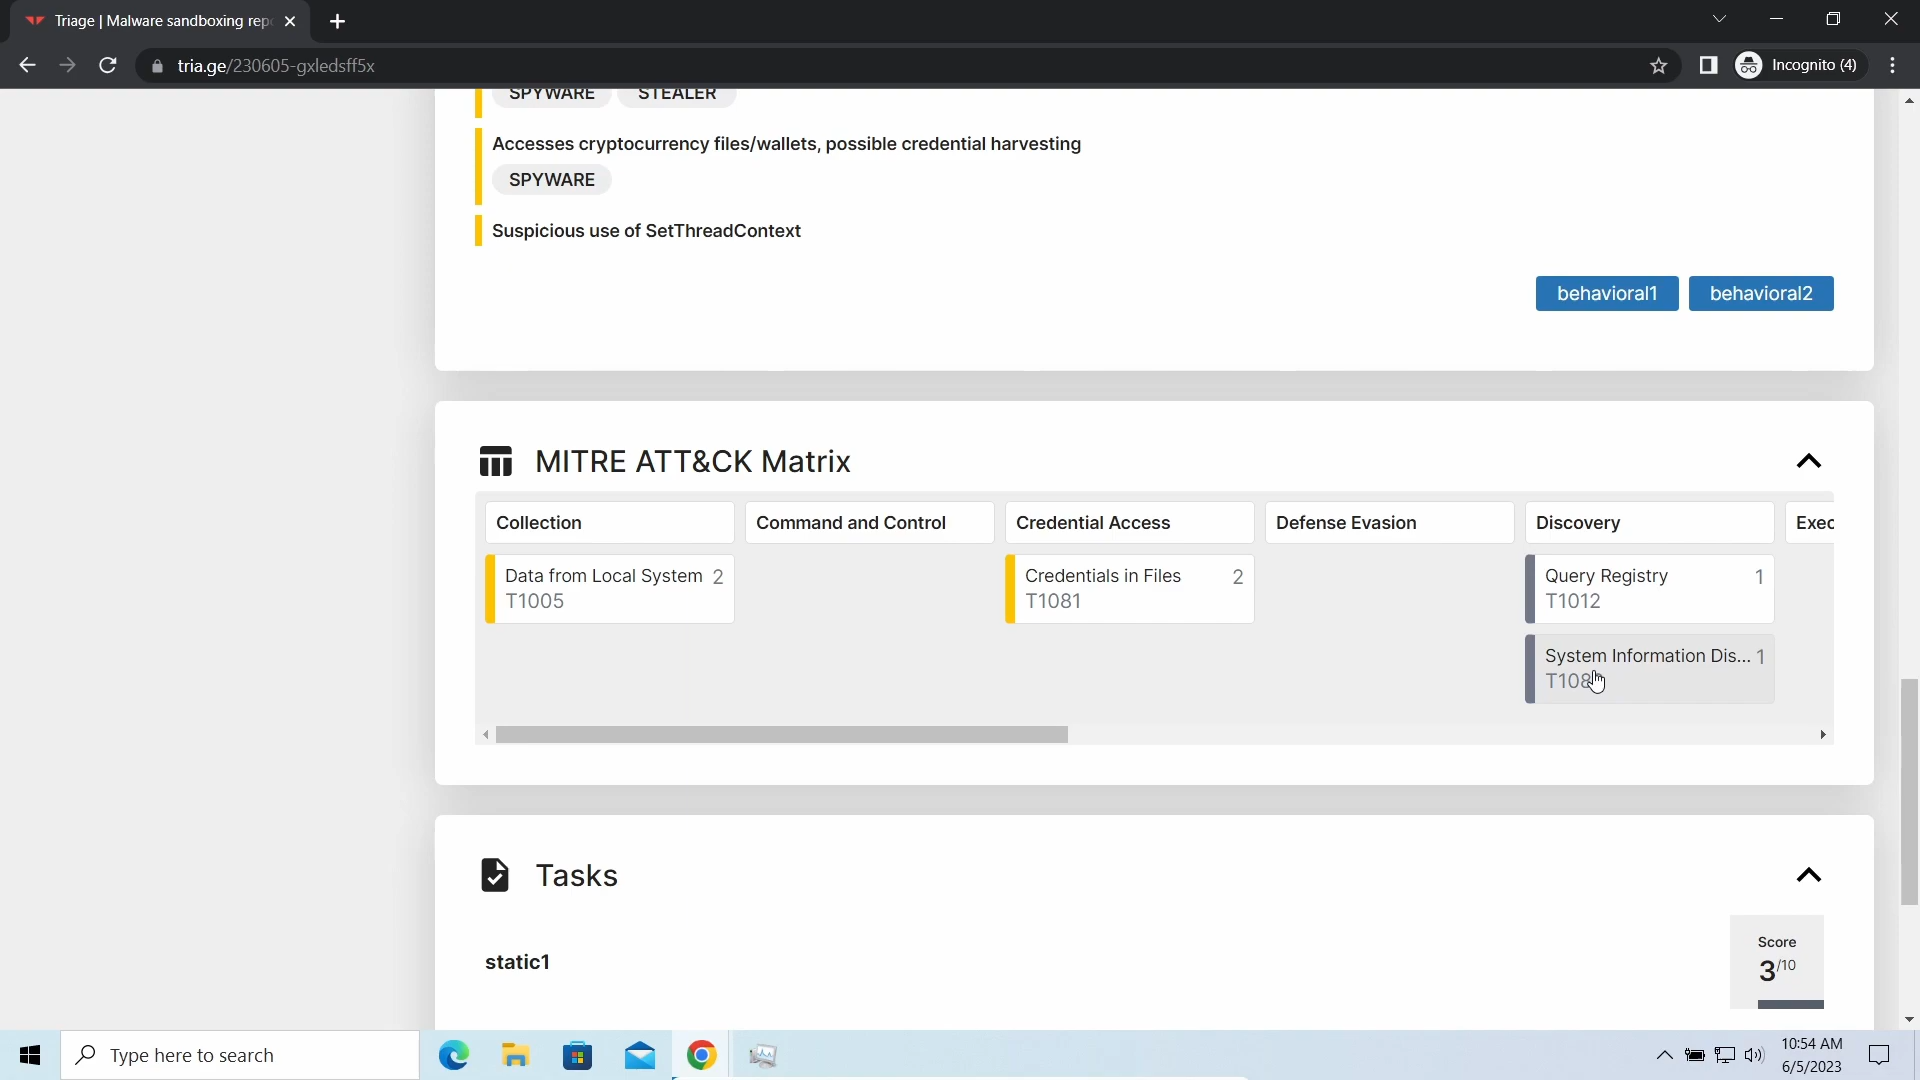 Triage | Malware sandboxing rep
tria.ge/230605-gxledsff5x
Incognito (4)
SPYWARE STEALER
Accesses cryptocurrency files/wallets, possible credential harvesting
SPYWARE
Suspicious use of SetThreadContext
behavioral1 behavioral2
MITRE ATT&CK Matrix
Collection Command and Control Credential Access Defense Evasion Discovery Exec
Data from Local System 2 Credentials in Files 2 Query Registry 1
T1005 T1081 T1012
System Information Dis... 1
T108
Tasks
static1
Score
3/10
Type here to search
10:54 AM
6/5/2023